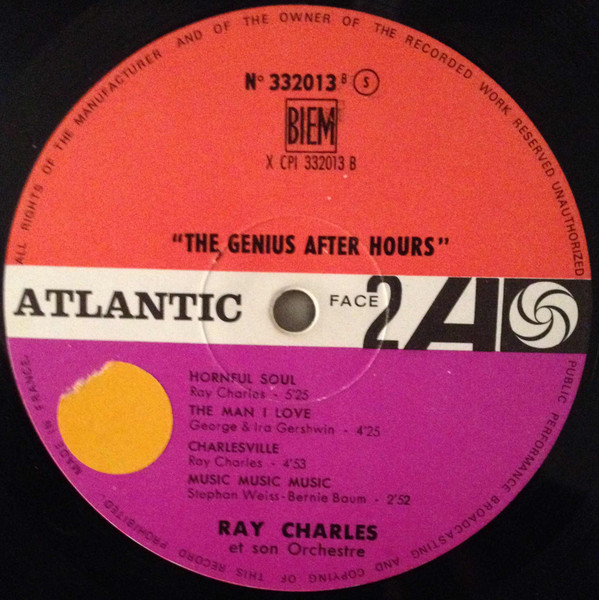 ALL RIGHTS OF THE MANUFACTURER AND OF THE OWNER OF THE RECORDED WORK RESERVED UNAUTHORIZED
PUBLIC PERFORMANCE BROADCASTING AND COPYING OF THIS RECORD PROHIBITED - MADE IN FRANCE-
N° 332013 B S
BIEM
X CPI 332013 B
"THE GENIUS AFTER HOURS"
ATLANTIC FACE 2 A
HORNFUL SOUL
Ray Charles - 5'25
THE MAN I LOVE
George & Ira Gershwin - 4'25
CHARLESVILLE
Ray Charles - 4'53
MUSIC MUSIC MUSIC
Stephan Weiss-Bernie Baum - 2'52
RAY CHARLES
et son Orchestre